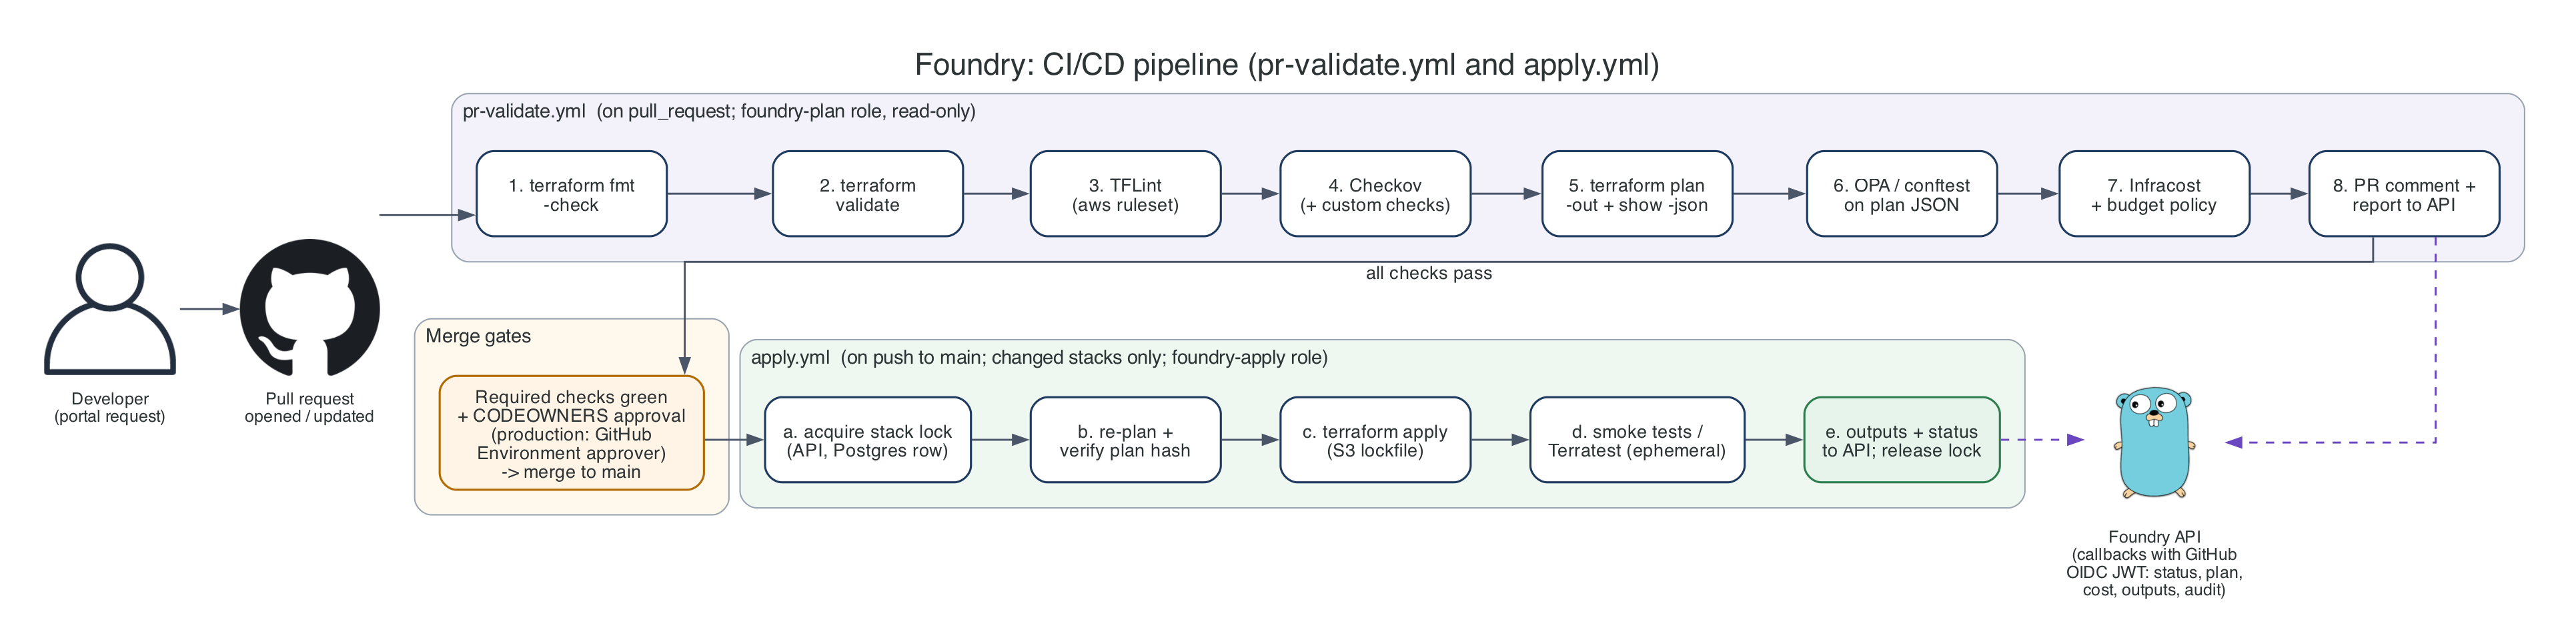 Foundry: CI/CD pipeline (pr-validate.yml and apply.yml)
pr-validate.yml  (on pull_request; foundry-plan role, read-only)
1. terraform fmt
-check
2. terraform
validate
3. TFLint
(aws ruleset)
4. Checkov
(+ custom checks)
5. terraform plan
-out + show -json
6. OPA / conftest
on plan JSON
7. Infracost
+ budget policy
8. PR comment +
report to API
all checks pass
Developer
(portal request)
Pull request
opened / updated
Merge gates
Required checks green
+ CODEOWNERS approval
(production: GitHub
Environment approver)
-> merge to main
apply.yml  (on push to main; changed stacks only; foundry-apply role)
a. acquire stack lock
(API, Postgres row)
b. re-plan +
verify plan hash
c. terraform apply
(S3 lockfile)
d. smoke tests /
Terratest (ephemeral)
e. outputs + status
to API; release lock
Foundry API
(callbacks with GitHub
OIDC JWT: status, plan,
cost, outputs, audit)